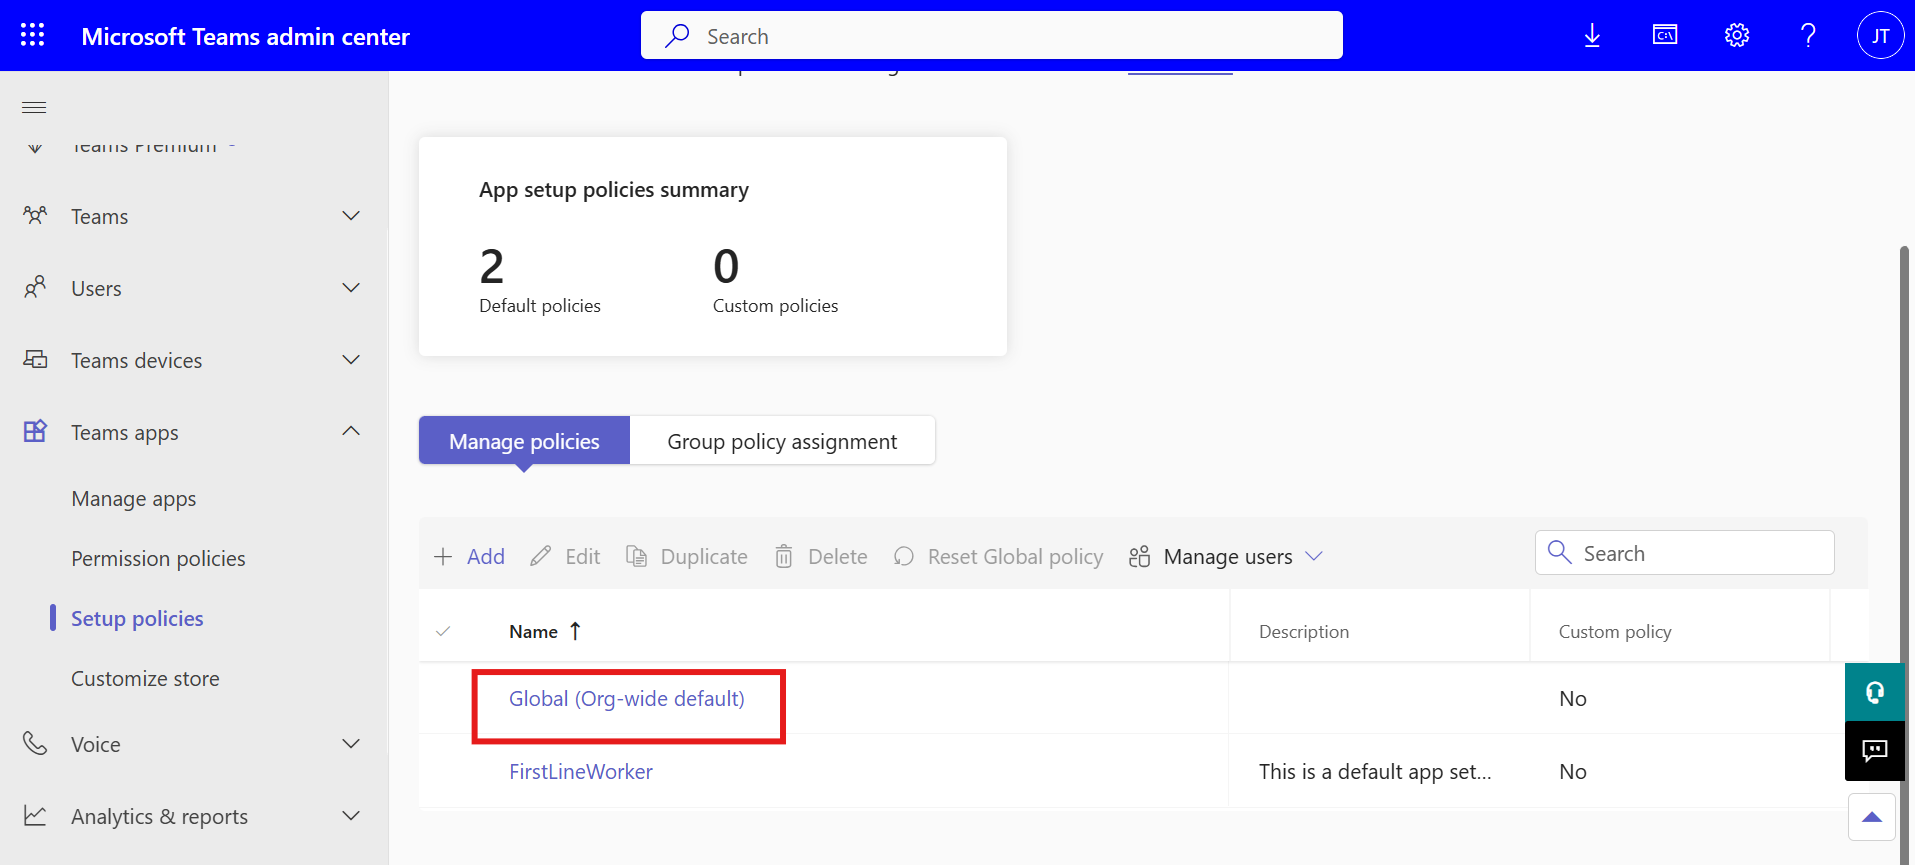 Microsoft Teams admin center
Search
JT
Teams Premium
Teams
Users
Teams devices
Teams apps
Manage apps
Permission policies
Setup policies
Customize store
Voice
Analytics & reports
App setup policies summary
2
0
Default policies
Custom policies
Manage policies
Group policy assignment
Add
Edit
Duplicate
Delete
Reset Global policy
Manage users
Search
Name ↑
Description
Custom policy
Global (Org-wide default)
No
FirstLineWorker
This is a default app set...
No